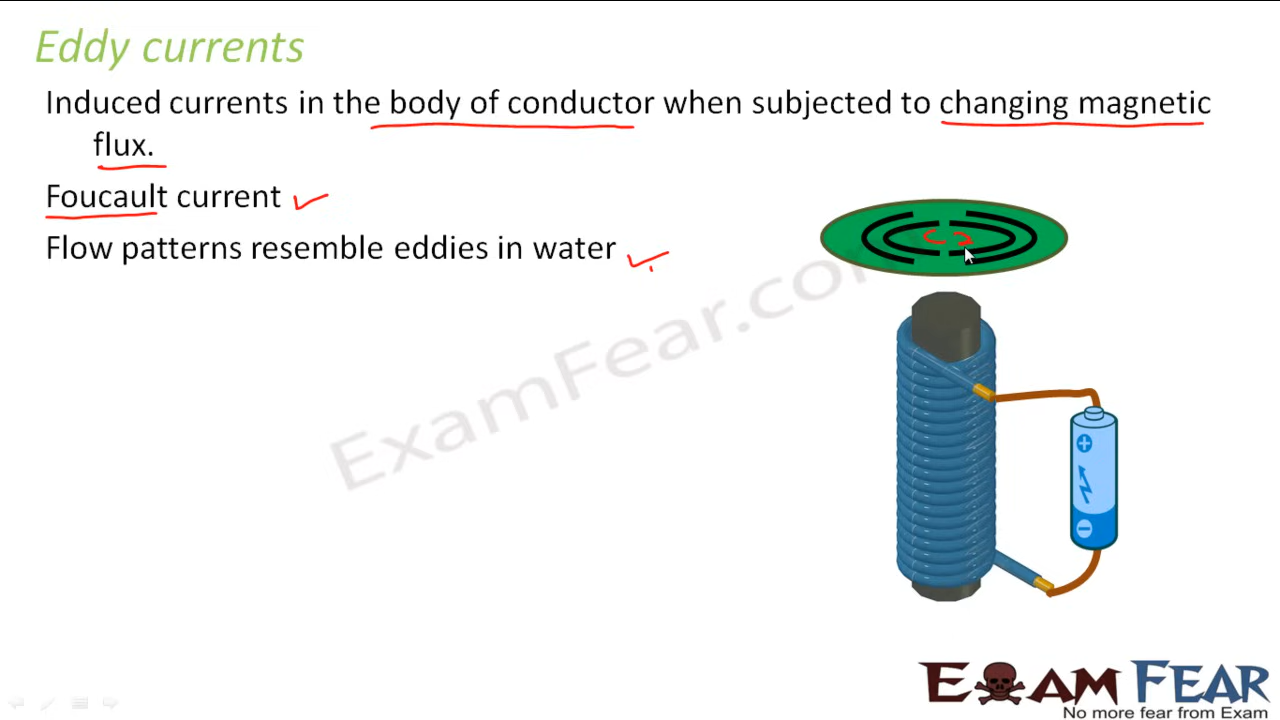 Eddy currents
Induced currents in the body of conductor when subjected to changing magnetic
flux.
Foucault current
Flow patterns resemble eddies in water
ExamFear.com
+
−
EXAM FEAR
No more fear from Exam